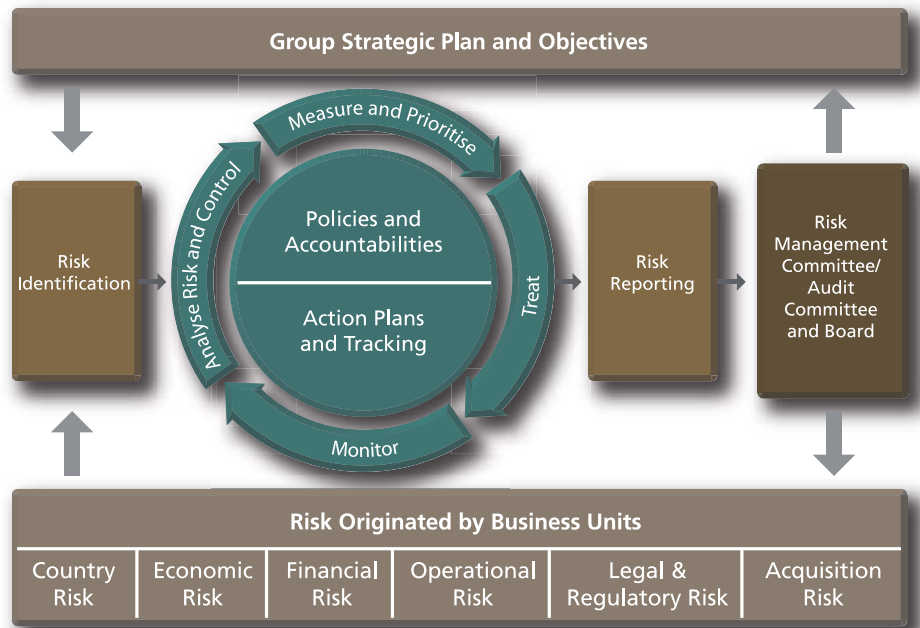 Group Strategic Plan and Objectives
Measure and Prioritise
Analyse Risk and Control
Policies and
Accountabilities
Action Plans
and Tracking
Treat
Monitor
Risk
Identification
Risk
Reporting
Risk
Management
Committee/
Audit
Committee
and Board
Risk Originated by Business Units
Country
Risk
Economic
Risk
Financial
Risk
Operational
Risk
Legal &
Regulatory Risk
Acquisition
Risk